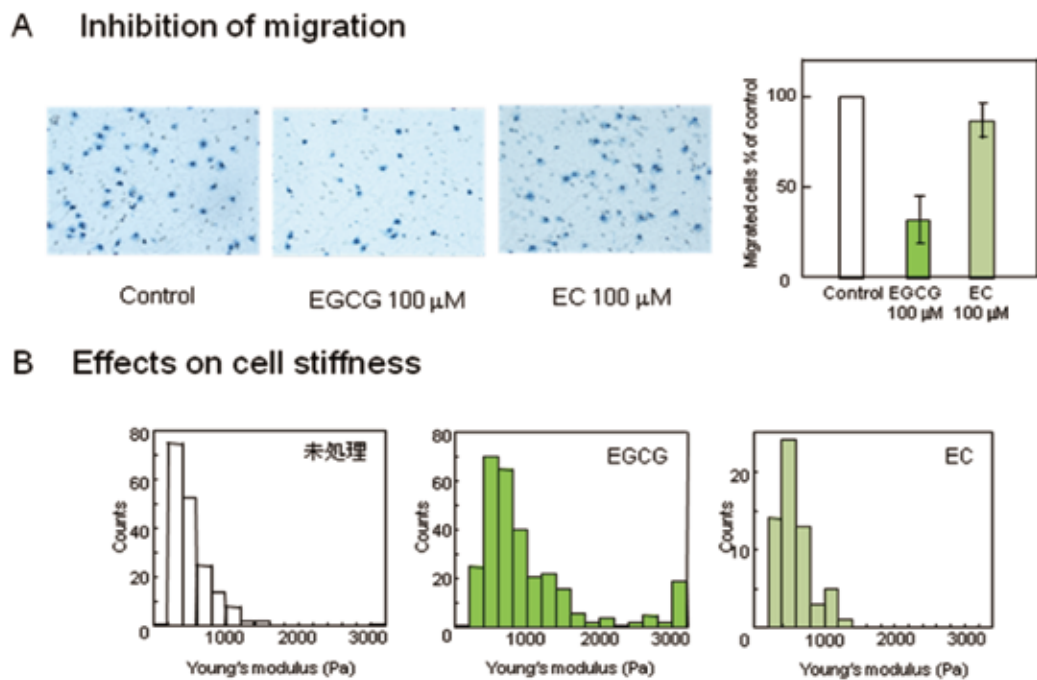 A Inhibition of migration
Control
EGCG 100 μM
EC 100 μM
Migrated cells % of control
100
50
0
Control
EGCG
100 μM
EC
100 μM
B Effects on cell stiffness
80
60
40
20
0
Counts
未処理
1000
2000
3000
Young's modulus (Pa)
80
60
40
20
0
Counts
EGCG
1000
2000
3000
Young's modulus (Pa)
20
10
0
Counts
EC
1000
2000
3000
Young's modulus (Pa)